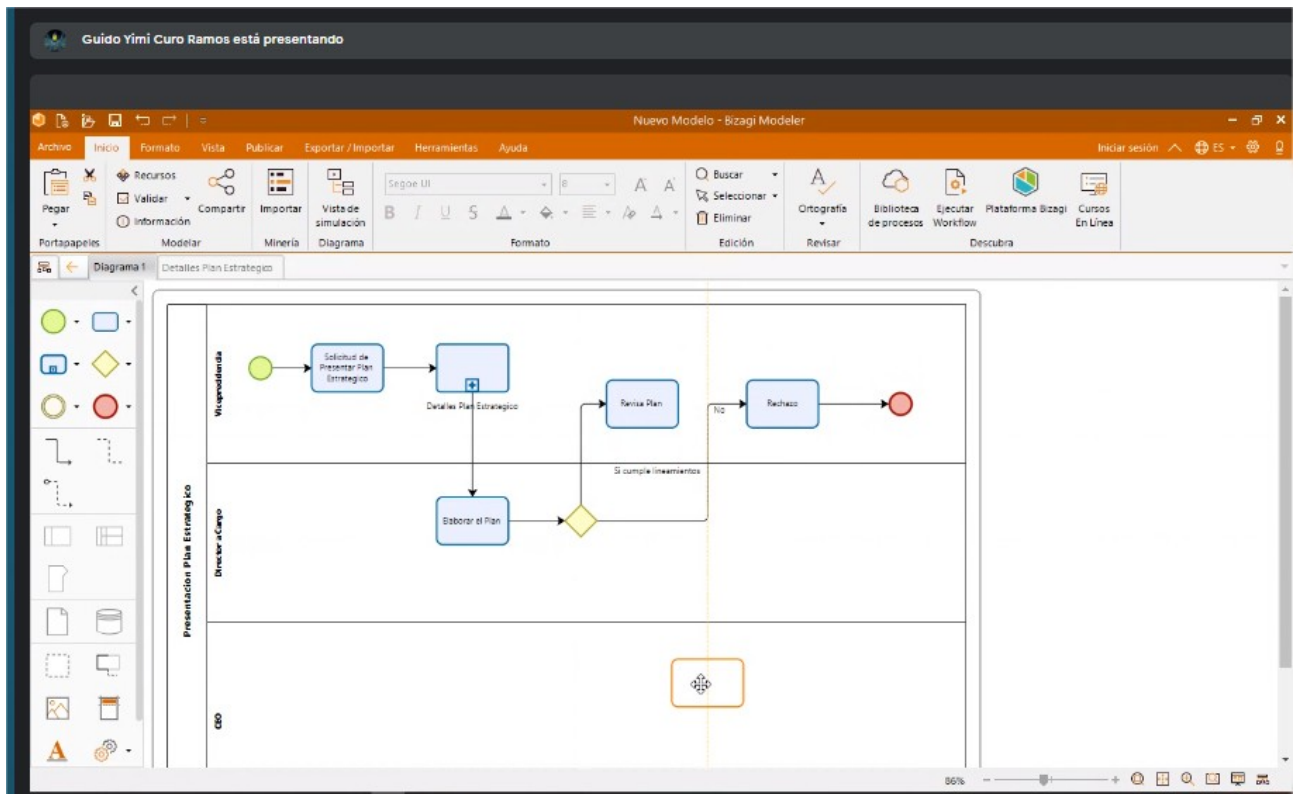 Guido Yimi Curo Ramos está presentando
Nuevo Modelo - Bizagi Modeler
Archivo Inicio Formato Vista Publicar Exportar / Importar Herramientas Ayuda Iniciar sesión ES
Pegar
Recursos
Validar
Información
Compartir
Importar
Vista de
simulación
Segoe UI 8
B I U S A
A A
Buscar
Seleccionar
Eliminar
Ortografía
Biblioteca
de procesos
Ejecutar
Workflow
Plataforma Bizagi
Cursos
En Línea
Portapapeles Modelar Minería Diagrama Formato Edición Revisar Descubra
Diagrama 1 Detalles Plan Estrategico
Presentacion Plan Estrategico
Vicepresidencia
Solicitud de
Presentar Plan
Estrategico
Detalles Plan Estrategico
Revisa Plan
No
Rechazo
Si cumple lineamientos
Director a Cargo
Elaborar el Plan
CEO
A
86%